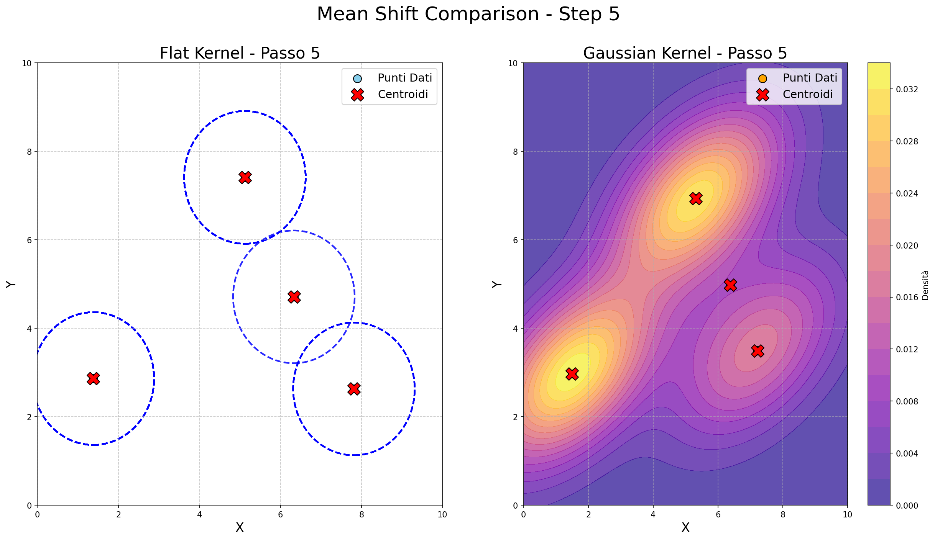 Mean Shift Comparison - Step 5
Flat Kernel - Passo 5
Punti Dati
Centroidi
10
8
6
4
2
0
Y
0 2 4 6 8 10
X
Gaussian Kernel - Passo 5
Punti Dati
Centroidi
10
8
6
4
2
0
Y
0 2 4 6 8 10
X
0.032
0.028
0.024
0.020
0.016
0.012
0.008
0.004
0.000
Densità